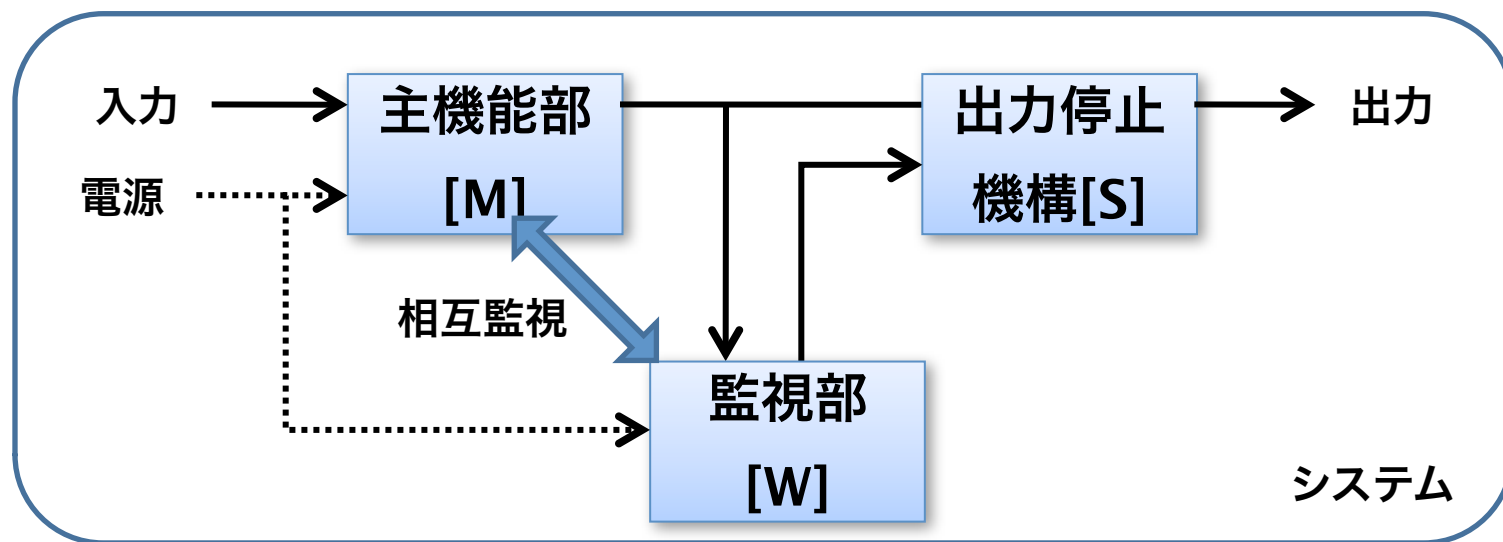 入力
主機能部
[M]
出力停止
機構[S]
出力
電源
相互監視
監視部
[W]
システム